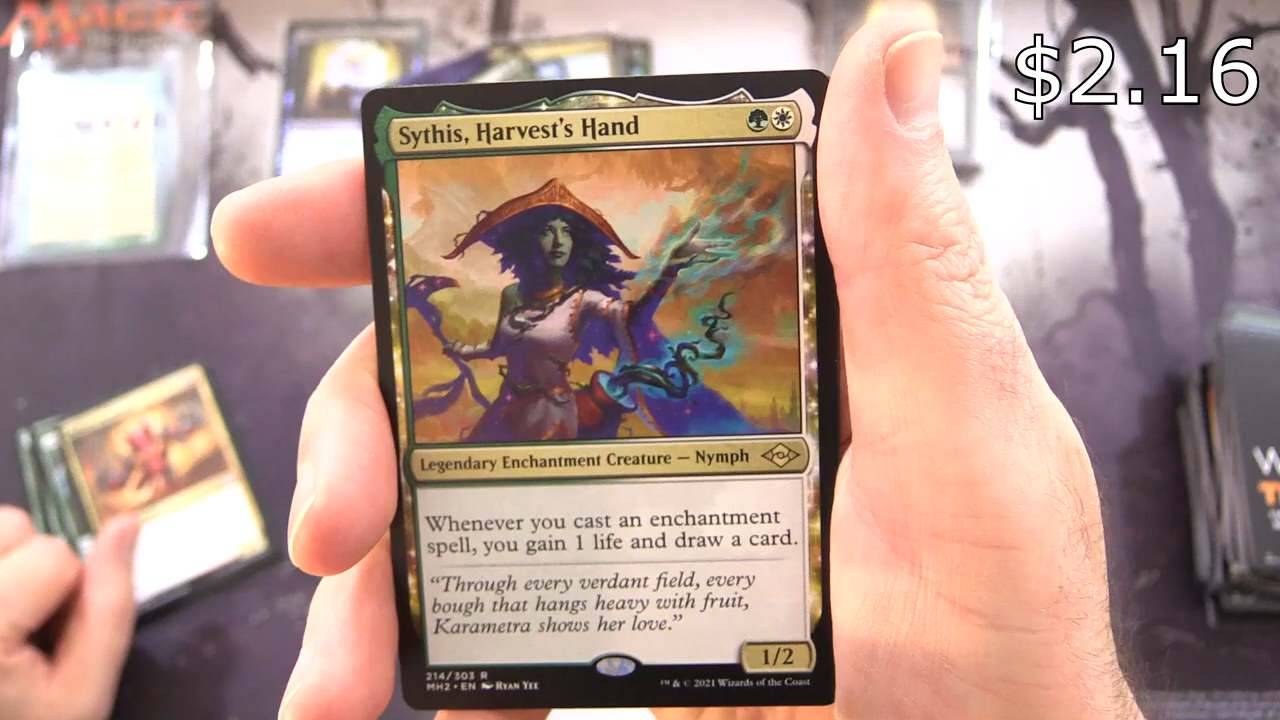 MAGIC
$2.16
Sythis, Harvest's Hand
Legendary Enchantment Creature — Nymph
Whenever you cast an enchantment
spell, you gain 1 life and draw a card.
“Through every verdant field, every
bough that hangs heavy with fruit,
Karametra shows her love.”
1/2
214/303 R
MH2 • EN Ryan Yee
™ & © 2021 Wizards of the Coast